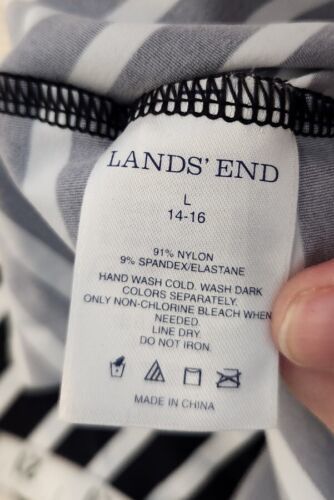 LANDS' END
L
14-16
91% NYLON
9% SPANDEX/ELASTANE
HAND WASH COLD. WASH DARK
COLORS SEPARATELY.
ONLY NON-CHLORINE BLEACH WHEN
NEEDED.
LINE DRY.
DO NOT IRON.
MADE IN CHINA